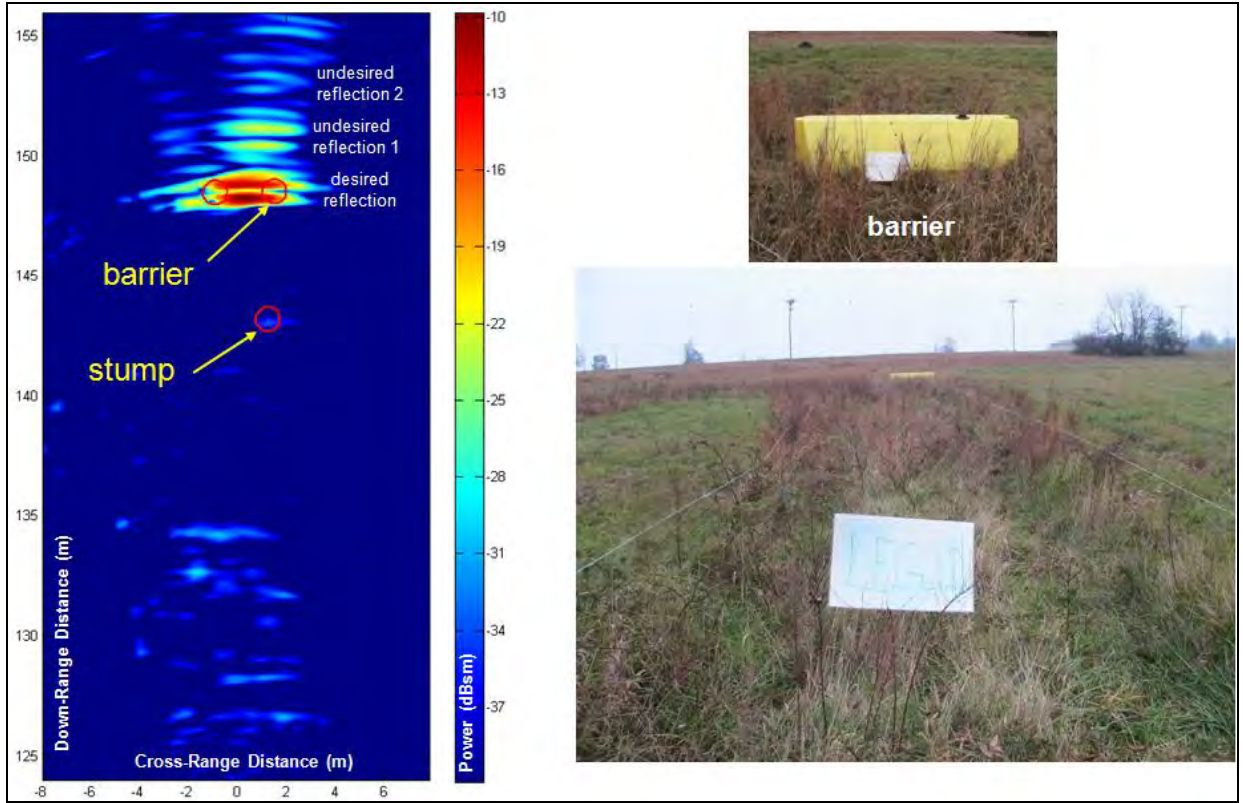 155
150
145
140
135
130
125
-8
-6
-4
-2
0
2
4
6
Down-Range Distance (m)
Cross-Range Distance (m)
undesired
reflection 2
undesired
reflection 1
desired
reflection
barrier
stump
-10
-13
-16
-19
-22
-25
-28
-31
-34
-37
Power (dBsm)
barrier